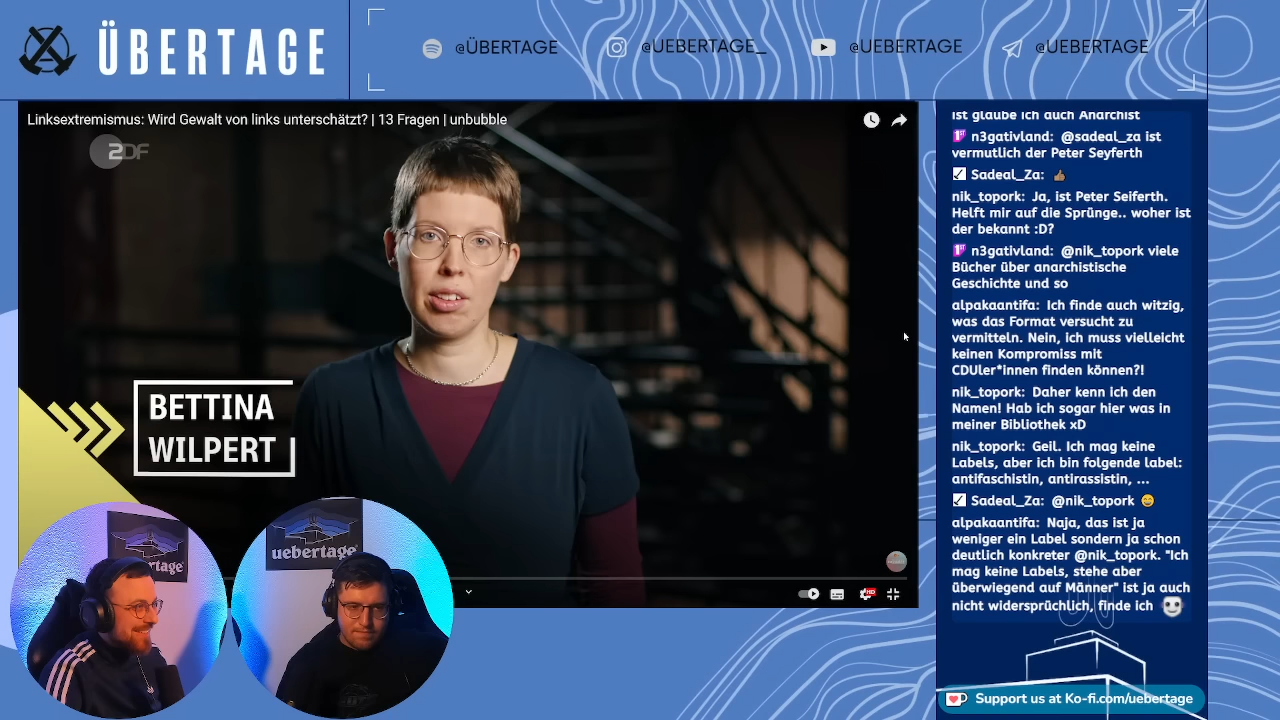 ÜBERTAGE
@ÜBERTAGE
@UEBERTAGE_
@UEBERTAGE
@UEBERTAGE
Linksextremismus: Wird Gewalt von links unterschätzt? | 13 Fragen | unbubble
ZDF
BETTINA
WILPERT
uebertage
HD
ist glaube ich auch Anarchist
n3gativland: @sadeal_za ist
vermutlich der Peter Seyferth
Sadeal_Za: 👍🏾
nik_topork: Ja, ist Peter Seiferth.
Helft mir auf die Sprünge.. woher ist
der bekannt :D?
n3gativland: @nik_topork viele
Bücher über anarchistische
Geschichte und so
alpakaantifa: Ich finde auch witzig,
was das Format versucht zu
vermitteln. Nein, ich muss vielleicht
keinen Kompromiss mit
CDUler*innen finden können?!
nik_topork: Daher kenn ich den
Namen! Hab ich sogar hier was in
meiner Bibliothek xD
nik_topork: Geil. Ich mag keine
Labels, aber ich bin folgende label:
antifaschistin, antirassistin, ...
Sadeal_Za: @nik_topork 😊
alpakaantifa: Naja, das ist ja
weniger ein Label sondern ja schon
deutlich konkreter @nik_topork. "Ich
mag keine Labels, stehe aber
überwiegend auf Männer" ist ja auch
nicht widersprüchlich, finde ich
Support us at Ko-fi.com/uebertage